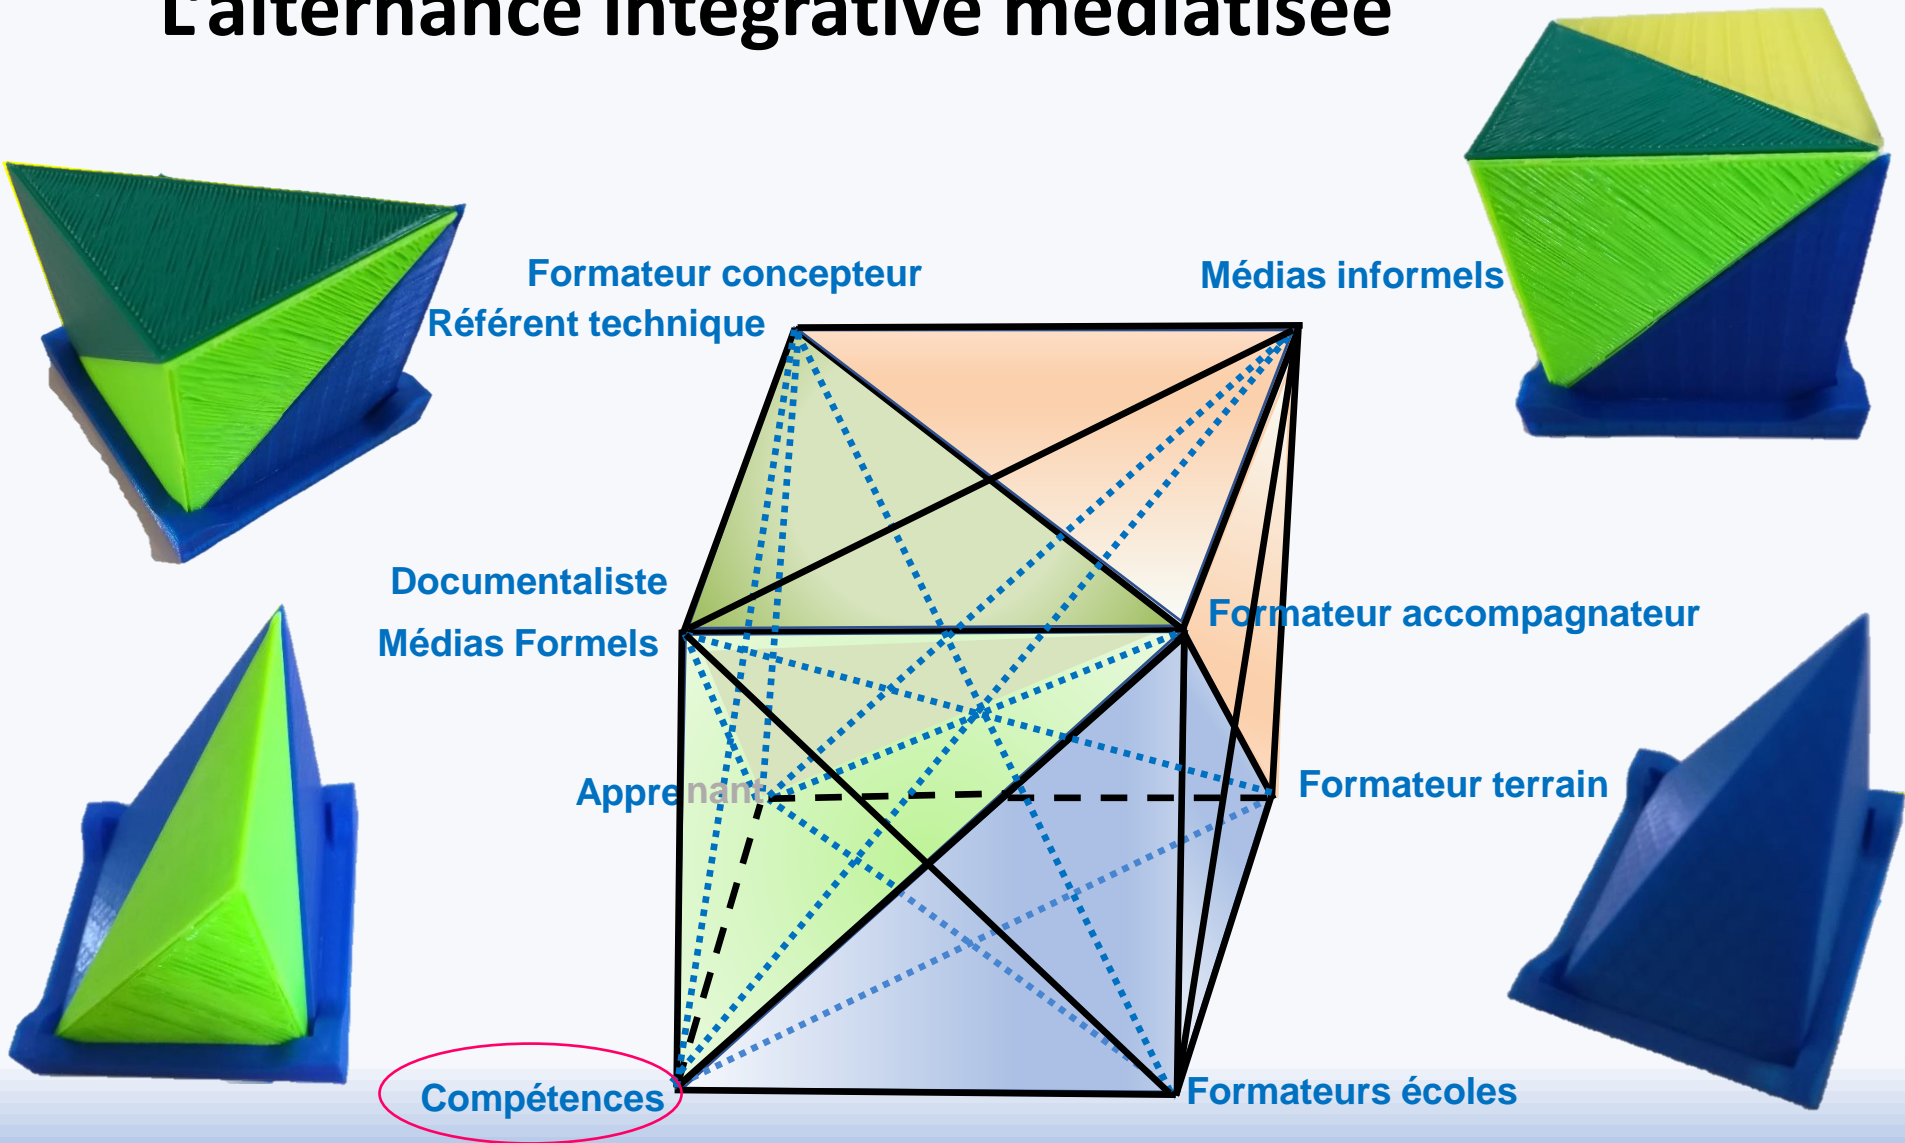 L'alternance intégrative médiatisée
Formateur concepteur
Médias informels
Référent technique
Documentaliste
Formateur accompagnateur
Médias Formels
Apprenant
Formateur terrain
Compétences
Formateurs écoles